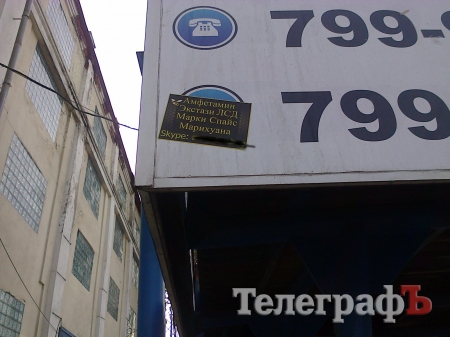 799-
799
Амфетамин
Экстази ЛСД
Марки Спайс
Марихуана
Skype:
ТелеграфЪ